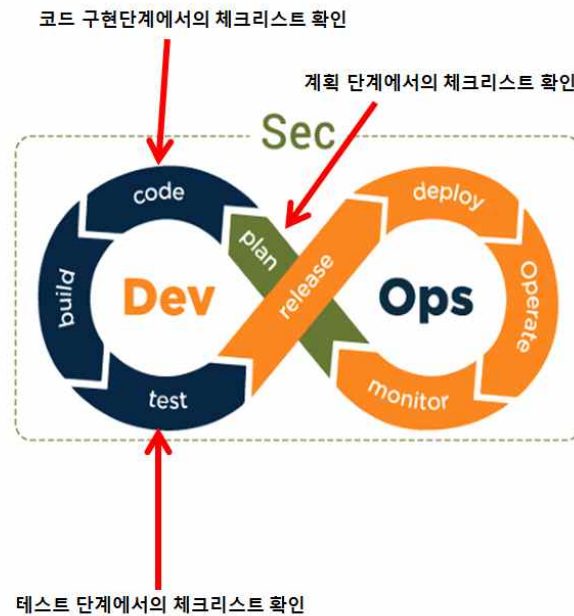 코드 구현단계에서의 체크리스트 확인
계획 단계에서의 체크리스트 확인
Sec
code
plan
release
deploy
build
Dev
Ops
Operate
test
monitor
테스트 단계에서의 체크리스트 확인